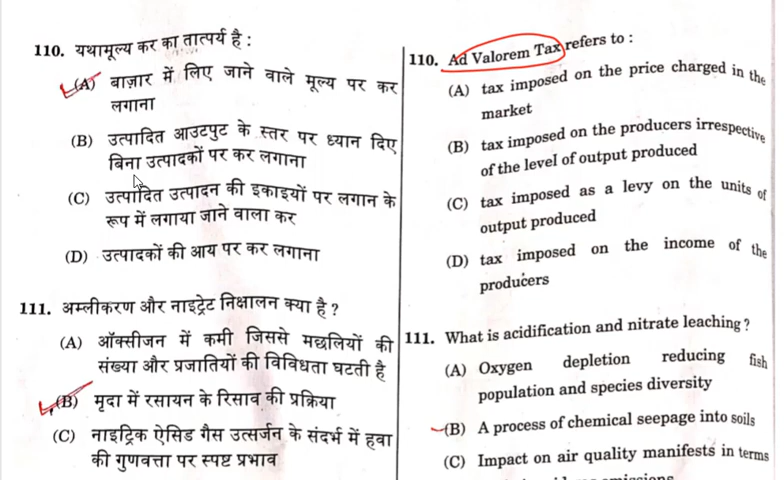 110. यथामूल्य कर का तात्पर्य है :
(A) बाज़ार में लिए जाने वाले मूल्य पर कर
लगाना
(B) उत्पादित आउटपुट के स्तर पर ध्यान दिए
बिना उत्पादकों पर कर लगाना
(C) उत्पादित उत्पादन की इकाइयों पर लगान के
रूप में लगाया जाने वाला कर
(D) उत्पादकों की आय पर कर लगाना
111. अम्लीकरण और नाइट्रेट निक्षालन क्या है ?
(A) ऑक्सीजन में कमी जिससे मछलियों की
संख्या और प्रजातियों की विविधता घटती है
(B) मृदा में रसायन के रिसाव की प्रक्रिया
(C) नाइट्रिक ऐसिड गैस उत्सर्जन के संदर्भ में हवा
की गुणवत्ता पर स्पष्ट प्रभाव
110. Ad Valorem Tax refers to :
(A) tax imposed on the price charged in the
market
(B) tax imposed on the producers irrespective
of the level of output produced
(C) tax imposed as a levy on the units of
output produced
(D) tax imposed on the income of the
producers
111. What is acidification and nitrate leaching ?
(A) Oxygen depletion reducing fish
population and species diversity
(B) A process of chemical seepage into soils
(C) Impact on air quality manifests in terms